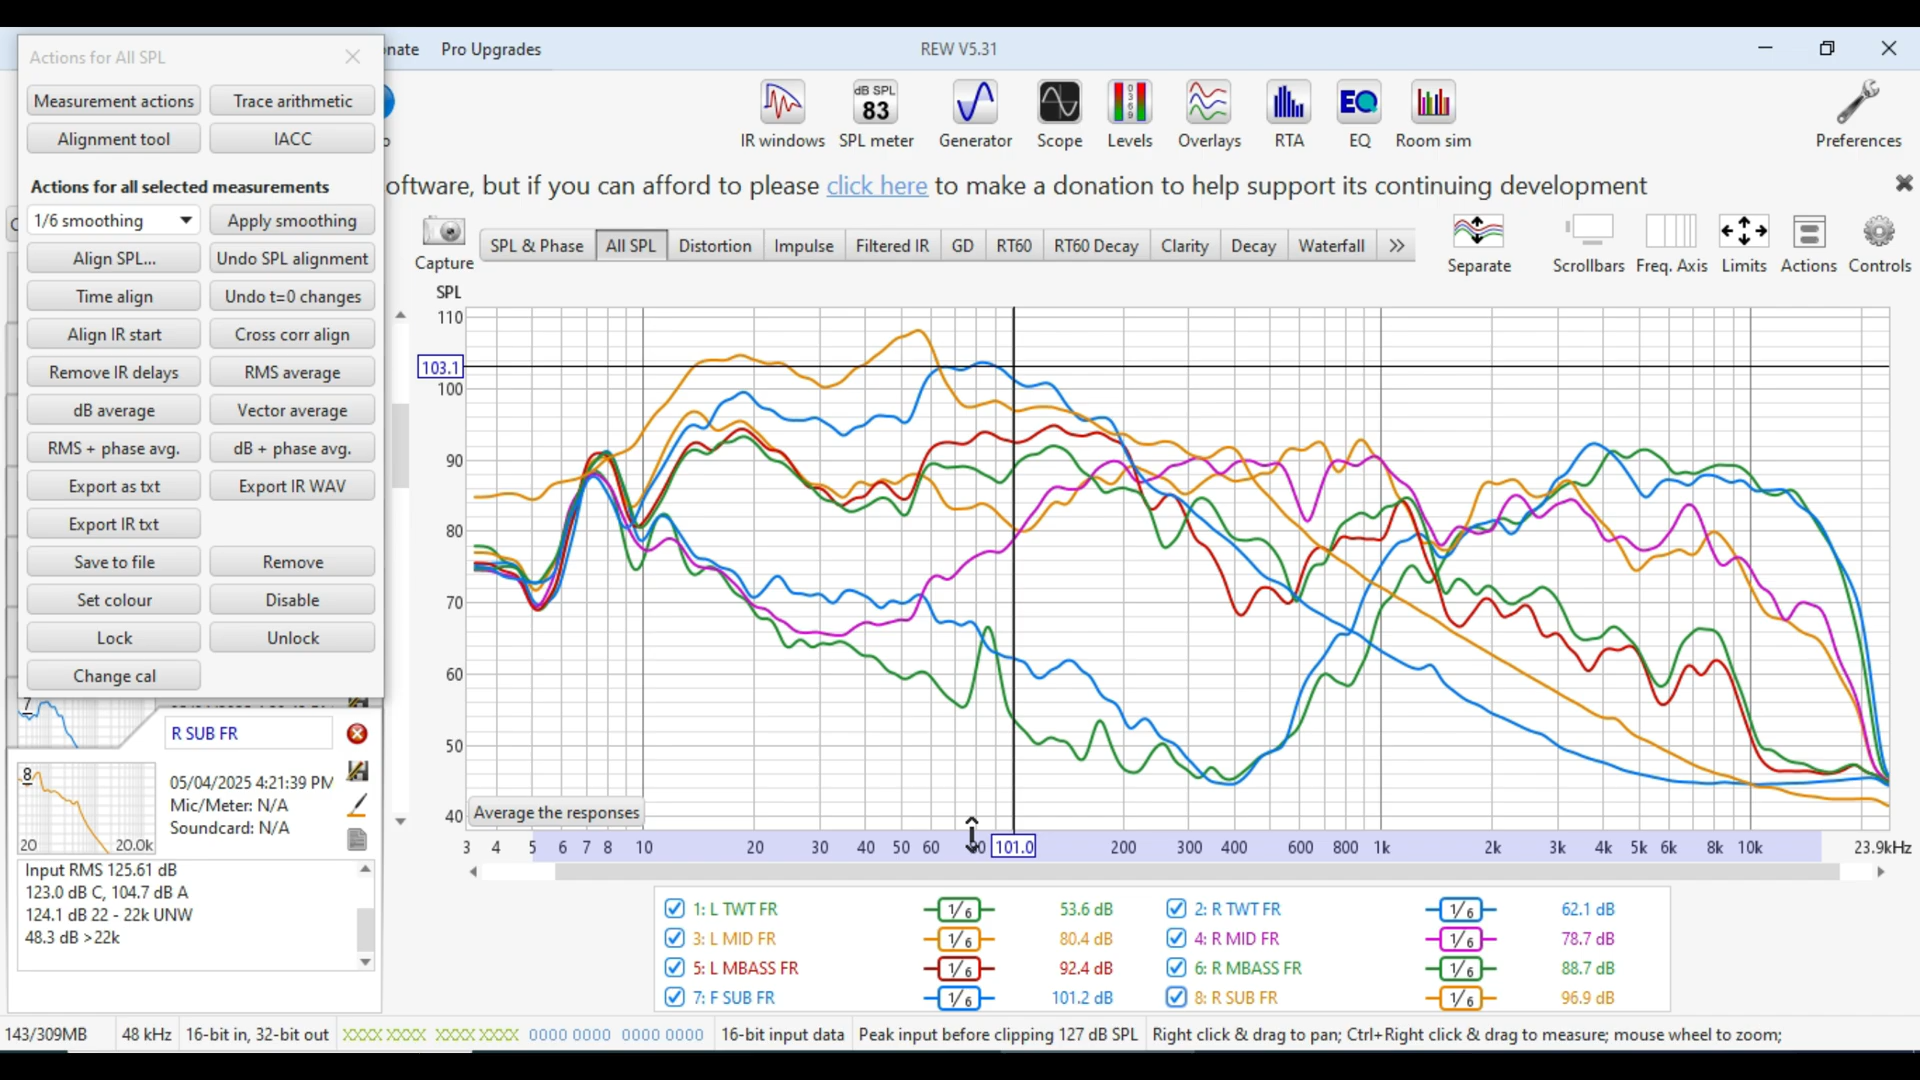 Actions for All SPL
nate
Pro Upgrades
REW V5.31
Measurement actions
Trace arithmetic
Alignment tool
IACC
Actions for all selected measurements
1/6 smoothing
Apply smoothing
Align SPL...
Undo SPL alignment
Time align
Undo t=0 changes
Align IR start
Cross corr align
Remove IR delays
RMS average
dB average
Vector average
RMS + phase avg.
dB + phase avg.
Export as txt
Export IR WAV
Export IR txt
Save to file
Remove
Set colour
Disable
Lock
Unlock
Change cal
IR windows
dB SPL
83
SPL meter
Generator
Scope
0 3 6 9
Levels
Overlays
RTA
EQ
EQ
Room sim
Preferences
oftware, but if you can afford to please click here to make a donation to help support its continuing development
Capture
SPL & Phase
All SPL
Distortion
Impulse
Filtered IR
GD
RT60
RT60 Decay
Clarity
Decay
Waterfall
Separate
Scrollbars
Freq. Axis
Limits
Actions
Controls
SPL
110
103.1
100
90
80
70
60
50
40
Average the responses
3 4 5 6 7 8 10 20 30 40 50 60 101.0 200 300 400 600 800 1k 2k 3k 4k 5k 6k 8k 10k 23.9kHz
7
R SUB FR
8
20 20.0k
05/04/2025 4:21:39 PM
Mic/Meter: N/A
Soundcard: N/A
Input RMS 125.61 dB
123.0 dB C, 104.7 dB A
124.1 dB 22 - 22k UNW
48.3 dB >22k
1: L TWT FR 1/6 53.6 dB
2: R TWT FR 1/6 62.1 dB
3: L MID FR 1/6 80.4 dB
4: R MID FR 1/6 78.7 dB
5: L MBASS FR 1/6 92.4 dB
6: R MBASS FR 1/6 88.7 dB
7: F SUB FR 1/6 101.2 dB
8: R SUB FR 1/6 96.9 dB
143/309MB
48 kHz
16-bit in, 32-bit out
XXXX XXXX XXXX XXXX 0000 0000 0000 0000
16-bit input data
Peak input before clipping 127 dB SPL
Right click & drag to pan; Ctrl+Right click & drag to measure; mouse wheel to zoom;